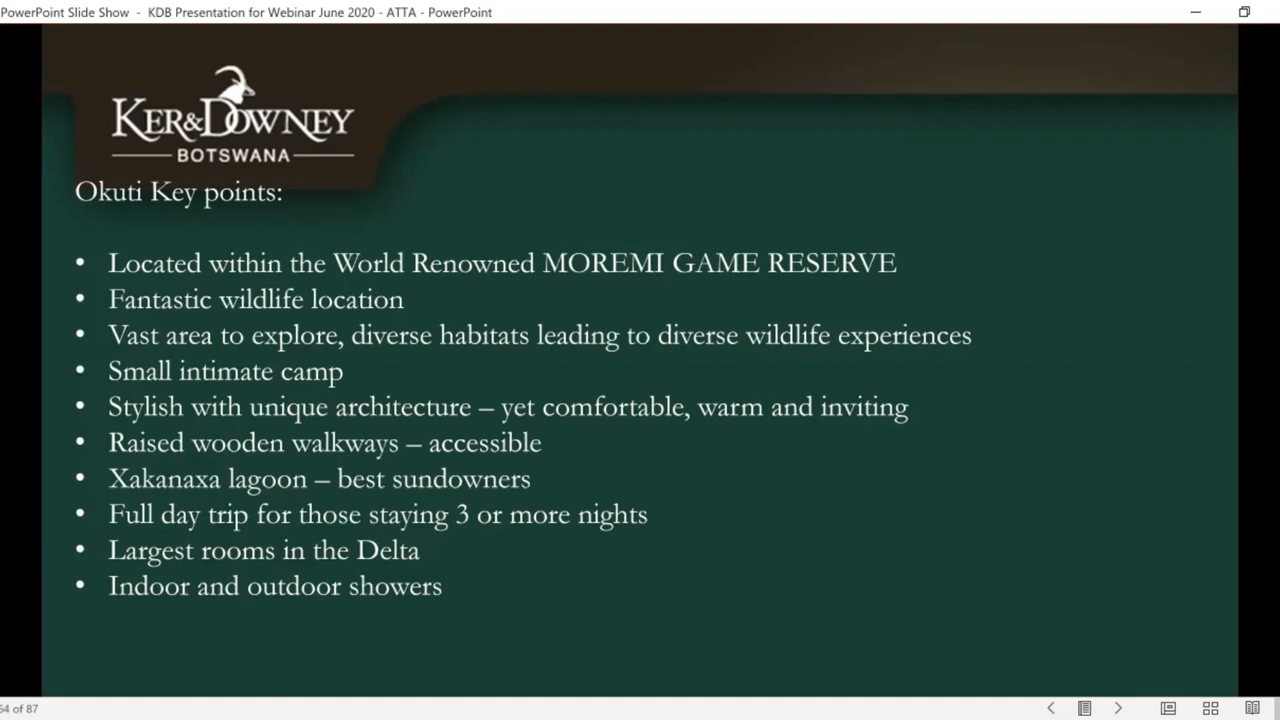 PowerPoint Slide Show - KDB Presentation for Webinar June 2020 - ATTA - PowerPoint
KER&DOWNEY
BOTSWANA
Okuti Key points:
• Located within the World Renowned MOREMI GAME RESERVE
• Fantastic wildlife location
• Vast area to explore, diverse habitats leading to diverse wildlife experiences
• Small intimate camp
• Stylish with unique architecture – yet comfortable, warm and inviting
• Raised wooden walkways – accessible
• Xakanaxa lagoon – best sundowners
• Full day trip for those staying 3 or more nights
• Largest rooms in the Delta
• Indoor and outdoor showers
of 87